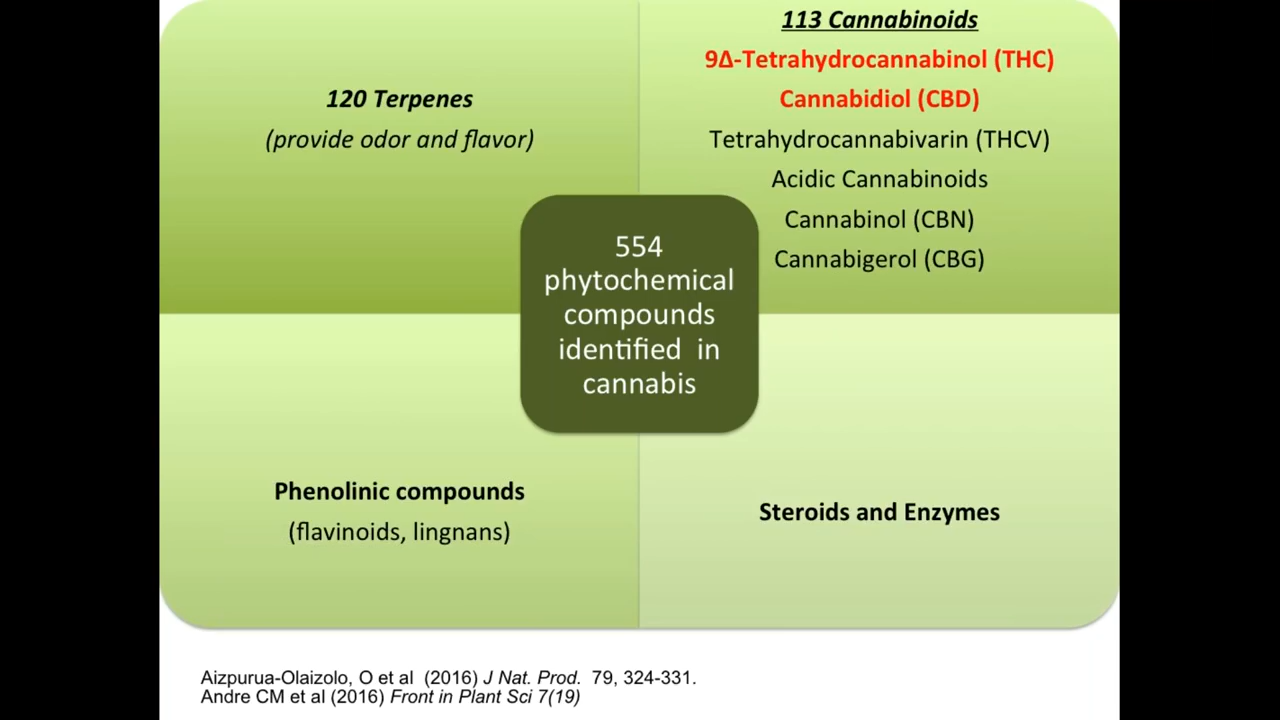 120 Terpenes
(provide odor and flavor)
113 Cannabinoids
9Δ-Tetrahydrocannabinol (THC)
Cannabidiol (CBD)
Tetrahydrocannabivarin (THCV)
Acidic Cannabinoids
Cannabinol (CBN)
Cannabigerol (CBG)
554
phytochemical
compounds
identified in
cannabis
Phenolinic compounds
(flavinoids, lingnans)
Steroids and Enzymes
Aizpurua-Olaizolo, O et al (2016) J Nat. Prod. 79, 324-331.
Andre CM et al (2016) Front in Plant Sci 7(19)